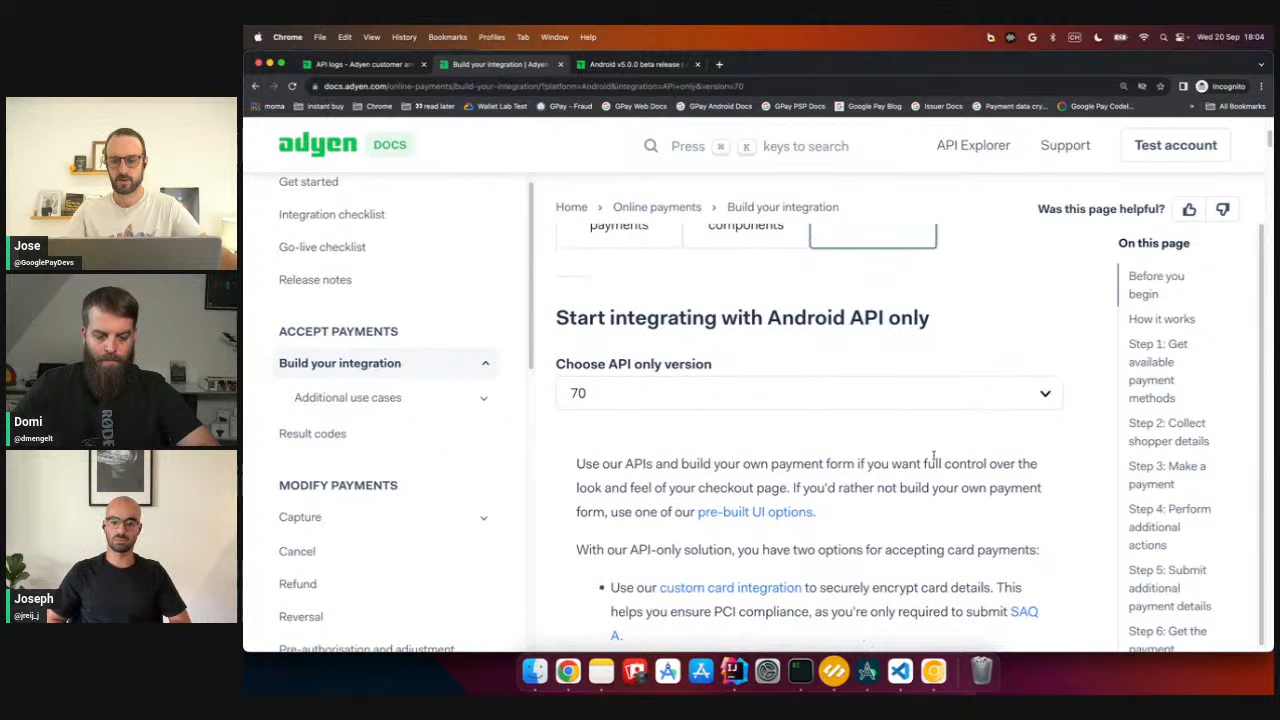 Chrome File Edit View History Bookmarks Profiles Tab Window Help
CH Wed 20 Sep 18:04
API logs - Adyen customer ar
Build your integration | Adyen
Android v5.0.0 beta release |
docs.adyen.com/online-payments/build-your-integration/?platform=Android&integration=API+only&version=70
Incognito
moma
Instant buy
Chrome
read later
Wallet Lab Test
GPay - Fraud
GPay Web Docs
GPay Android Docs
GPay PSP Docs
Google Pay Blog
Issuer Docs
Payment data cry...
Google Pay Codel...
»
All Bookmarks
adyen DOCS
Press ⌘ K keys to search
API Explorer
Support
Test account
Get started
Integration checklist
Go-live checklist
Release notes
ACCEPT PAYMENTS
Build your integration
Additional use cases
Result codes
MODIFY PAYMENTS
Capture
Cancel
Refund
Reversal
Pre-authorisation and adjustment
Home > Online payments > Build your integration
Was this page helpful?
payments
components
Start integrating with Android API only
Choose API only version
70
Use our APIs and build your own payment form if you want full control over the
look and feel of your checkout page. If you'd rather not build your own payment
form, use one of our pre-built UI options.
With our API-only solution, you have two options for accepting card payments:
• Use our custom card integration to securely encrypt card details. This
helps you ensure PCI compliance, as you're only required to submit SAQ
A.
On this page
Before you
begin
How it works
Step 1: Get
available
payment
methods
Step 2: Collect
shopper details
Step 3: Make a
payment
Step 4: Perform
additional
actions
Step 5: Submit
additional
payment details
Step 6: Get the
payment
Jose
@GooglePayDevs
Domi
@dmengelt
Joseph
@jreij_j